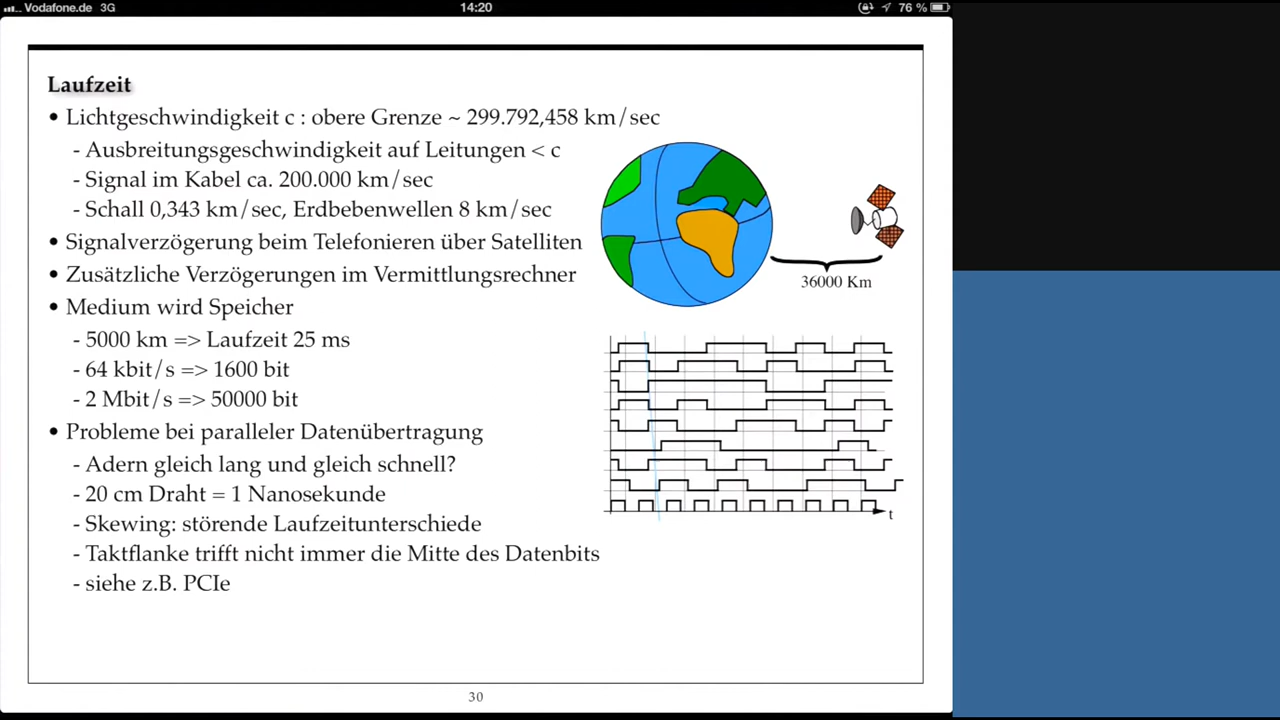 Vodafone.de 3G 14:20 76 %
Laufzeit
• Lichtgeschwindigkeit c : obere Grenze ~ 299.792,458 km/sec
- Ausbreitungsgeschwindigkeit auf Leitungen < c
- Signal im Kabel ca. 200.000 km/sec
- Schall 0,343 km/sec, Erdbebenwellen 8 km/sec
• Signalverzögerung beim Telefonieren über Satelliten
• Zusätzliche Verzögerungen im Vermittlungsrechner
36000 Km
• Medium wird Speicher
- 5000 km => Laufzeit 25 ms
- 64 kbit/s => 1600 bit
- 2 Mbit/s => 50000 bit
• Probleme bei paralleler Datenübertragung
- Adern gleich lang und gleich schnell?
- 20 cm Draht = 1 Nanosekunde
- Skewing: störende Laufzeitunterschiede
- Taktflanke trifft nicht immer die Mitte des Datenbits
- siehe z.B. PCIe
t
30